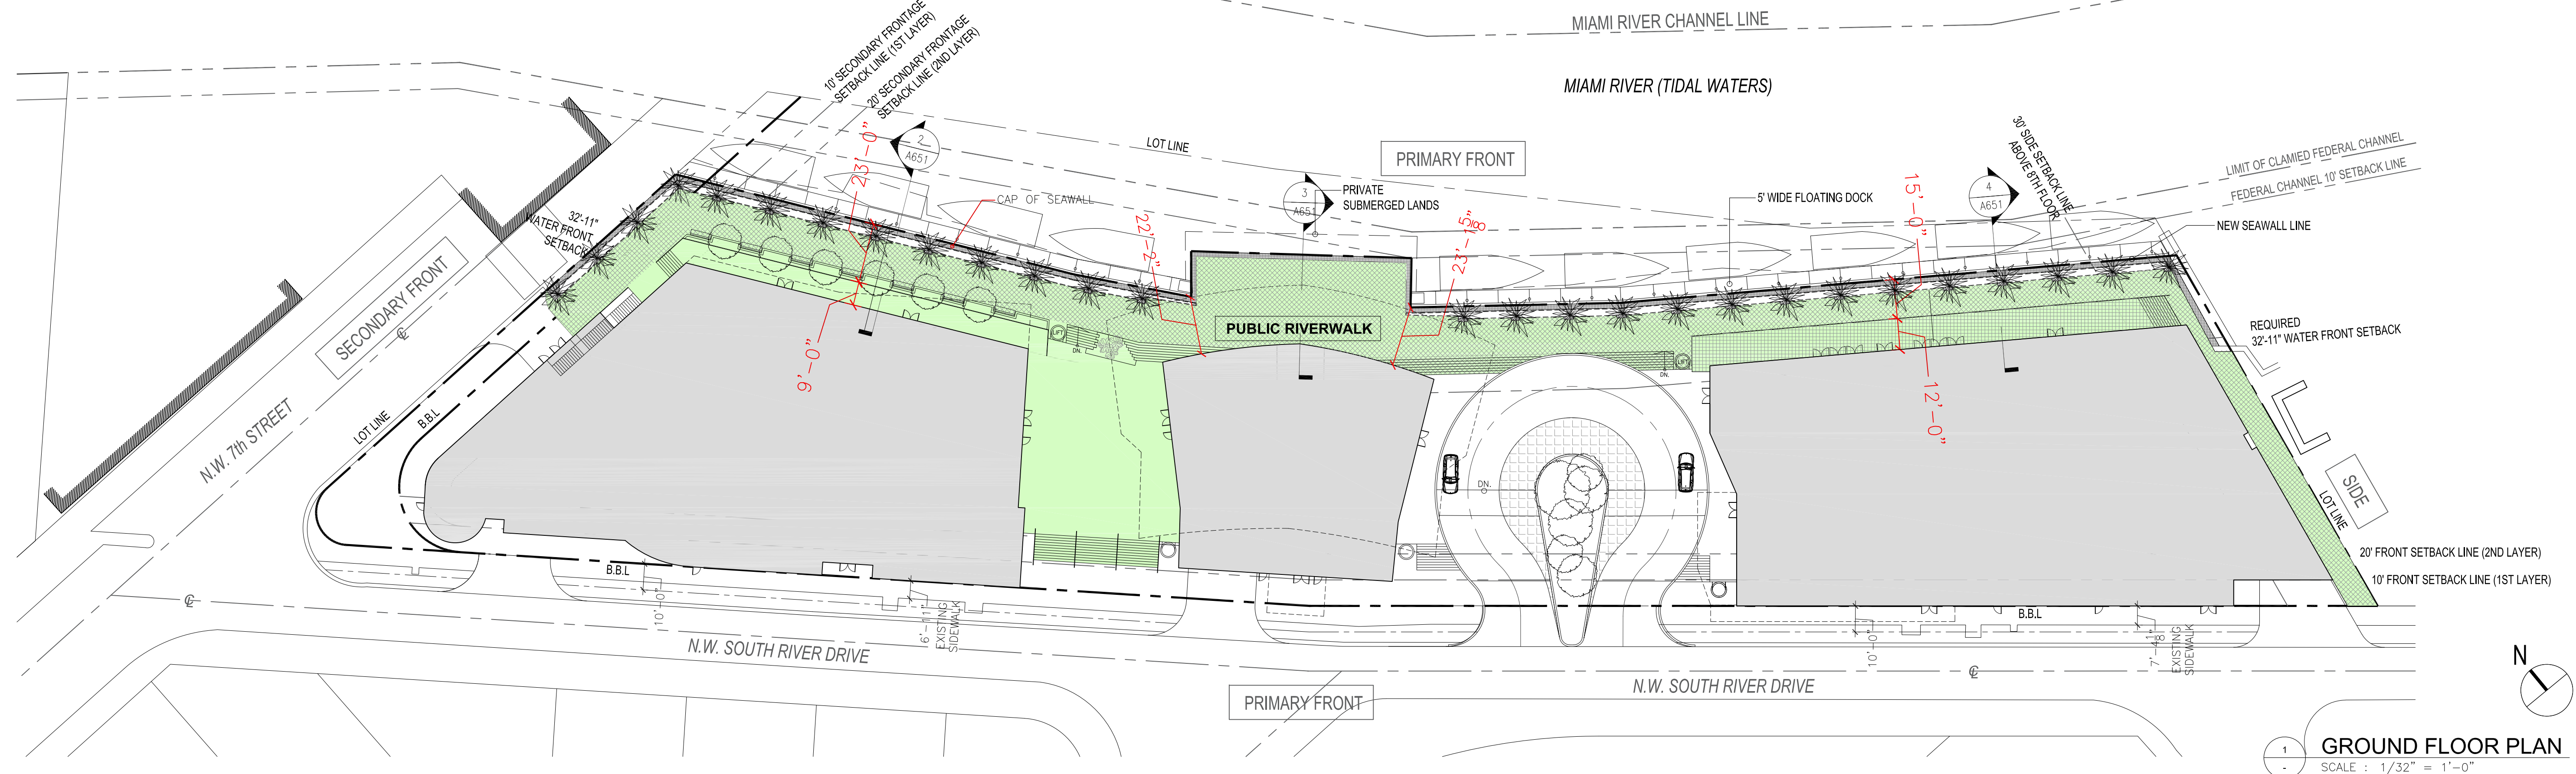 MIAMI RIVER CHANNEL LINE
MIAMI RIVER (TIDAL WATERS)
10' SECONDARY FRONTAGE
SETBACK LINE (1ST LAYER)
20' SECONDARY FRONTAGE
SETBACK LINE (2ND LAYER)
23'-0"
2
A651
LOT LINE
PRIMARY FRONT
3
A651
PRIVATE
SUBMERGED LANDS
CAP OF SEAWALL
22'-2"
23'-1 5/8"
5' WIDE FLOATING DOCK
15'-0"
4
A651
30' SIDE SETBACK LINE
ABOVE 8TH FLOOR
LIMIT OF CLAMIED FEDERAL CHANNEL
FEDERAL CHANNEL 10' SETBACK LINE
NEW SEAWALL LINE
32'-11"
WATER FRONT
SETBACK
SECONDARY FRONT
℄
9'-0"
LIFT
DN.
PUBLIC RIVERWALK
DN.
LIFT
12'-0"
REQUIRED
32'-11" WATER FRONT SETBACK
N.W. 7th STREET
LOT LINE
B.B.L
DN.
SIDE
LOT LINE
20' FRONT SETBACK LINE (2ND LAYER)
10' FRONT SETBACK LINE (1ST LAYER)
℄
B.B.L
10'-0"
6'-11"
EXISTING
SIDEWALK
B.B.L
10'-0"
7'-4 1/8"
EXISTING
SIDEWALK
N.W. SOUTH RIVER DRIVE
PRIMARY FRONT
N.W. SOUTH RIVER DRIVE
℄
N
1
-
GROUND FLOOR PLAN
SCALE : 1/32" = 1'-0"